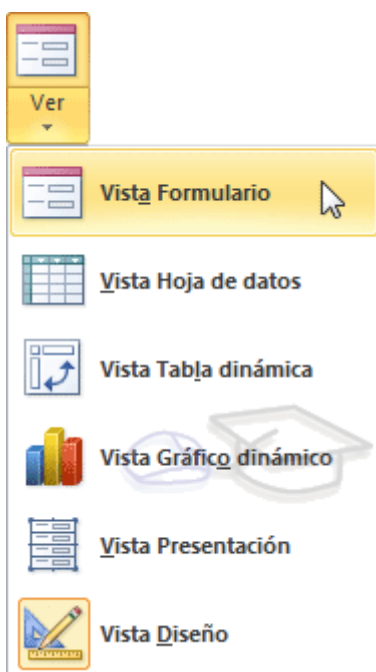 Ver
Vista Formulario
Vista Hoja de datos
Vista Tabla dinámica
Vista Gráfico dinámico
Vista Presentación
Vista Diseño